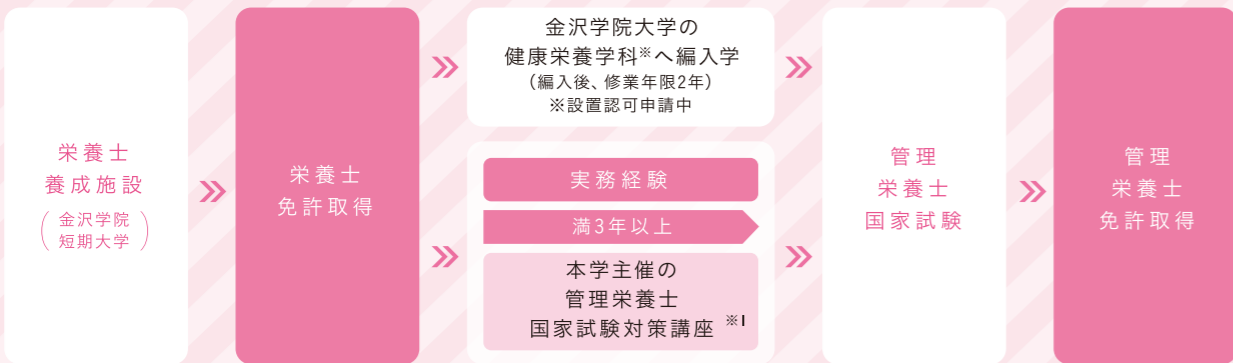 栄養士
養成施設
(金沢学院
短期大学)
栄養士
免許取得
金沢学院大学の
健康栄養学科※へ編入学
(編入後、修業年限2年)
※設置認可申請中
実務経験
満3年以上
本学主催の
管理栄養士
国家試験対策講座 ※1
管理
栄養士
国家試験
管理
栄養士
免許取得